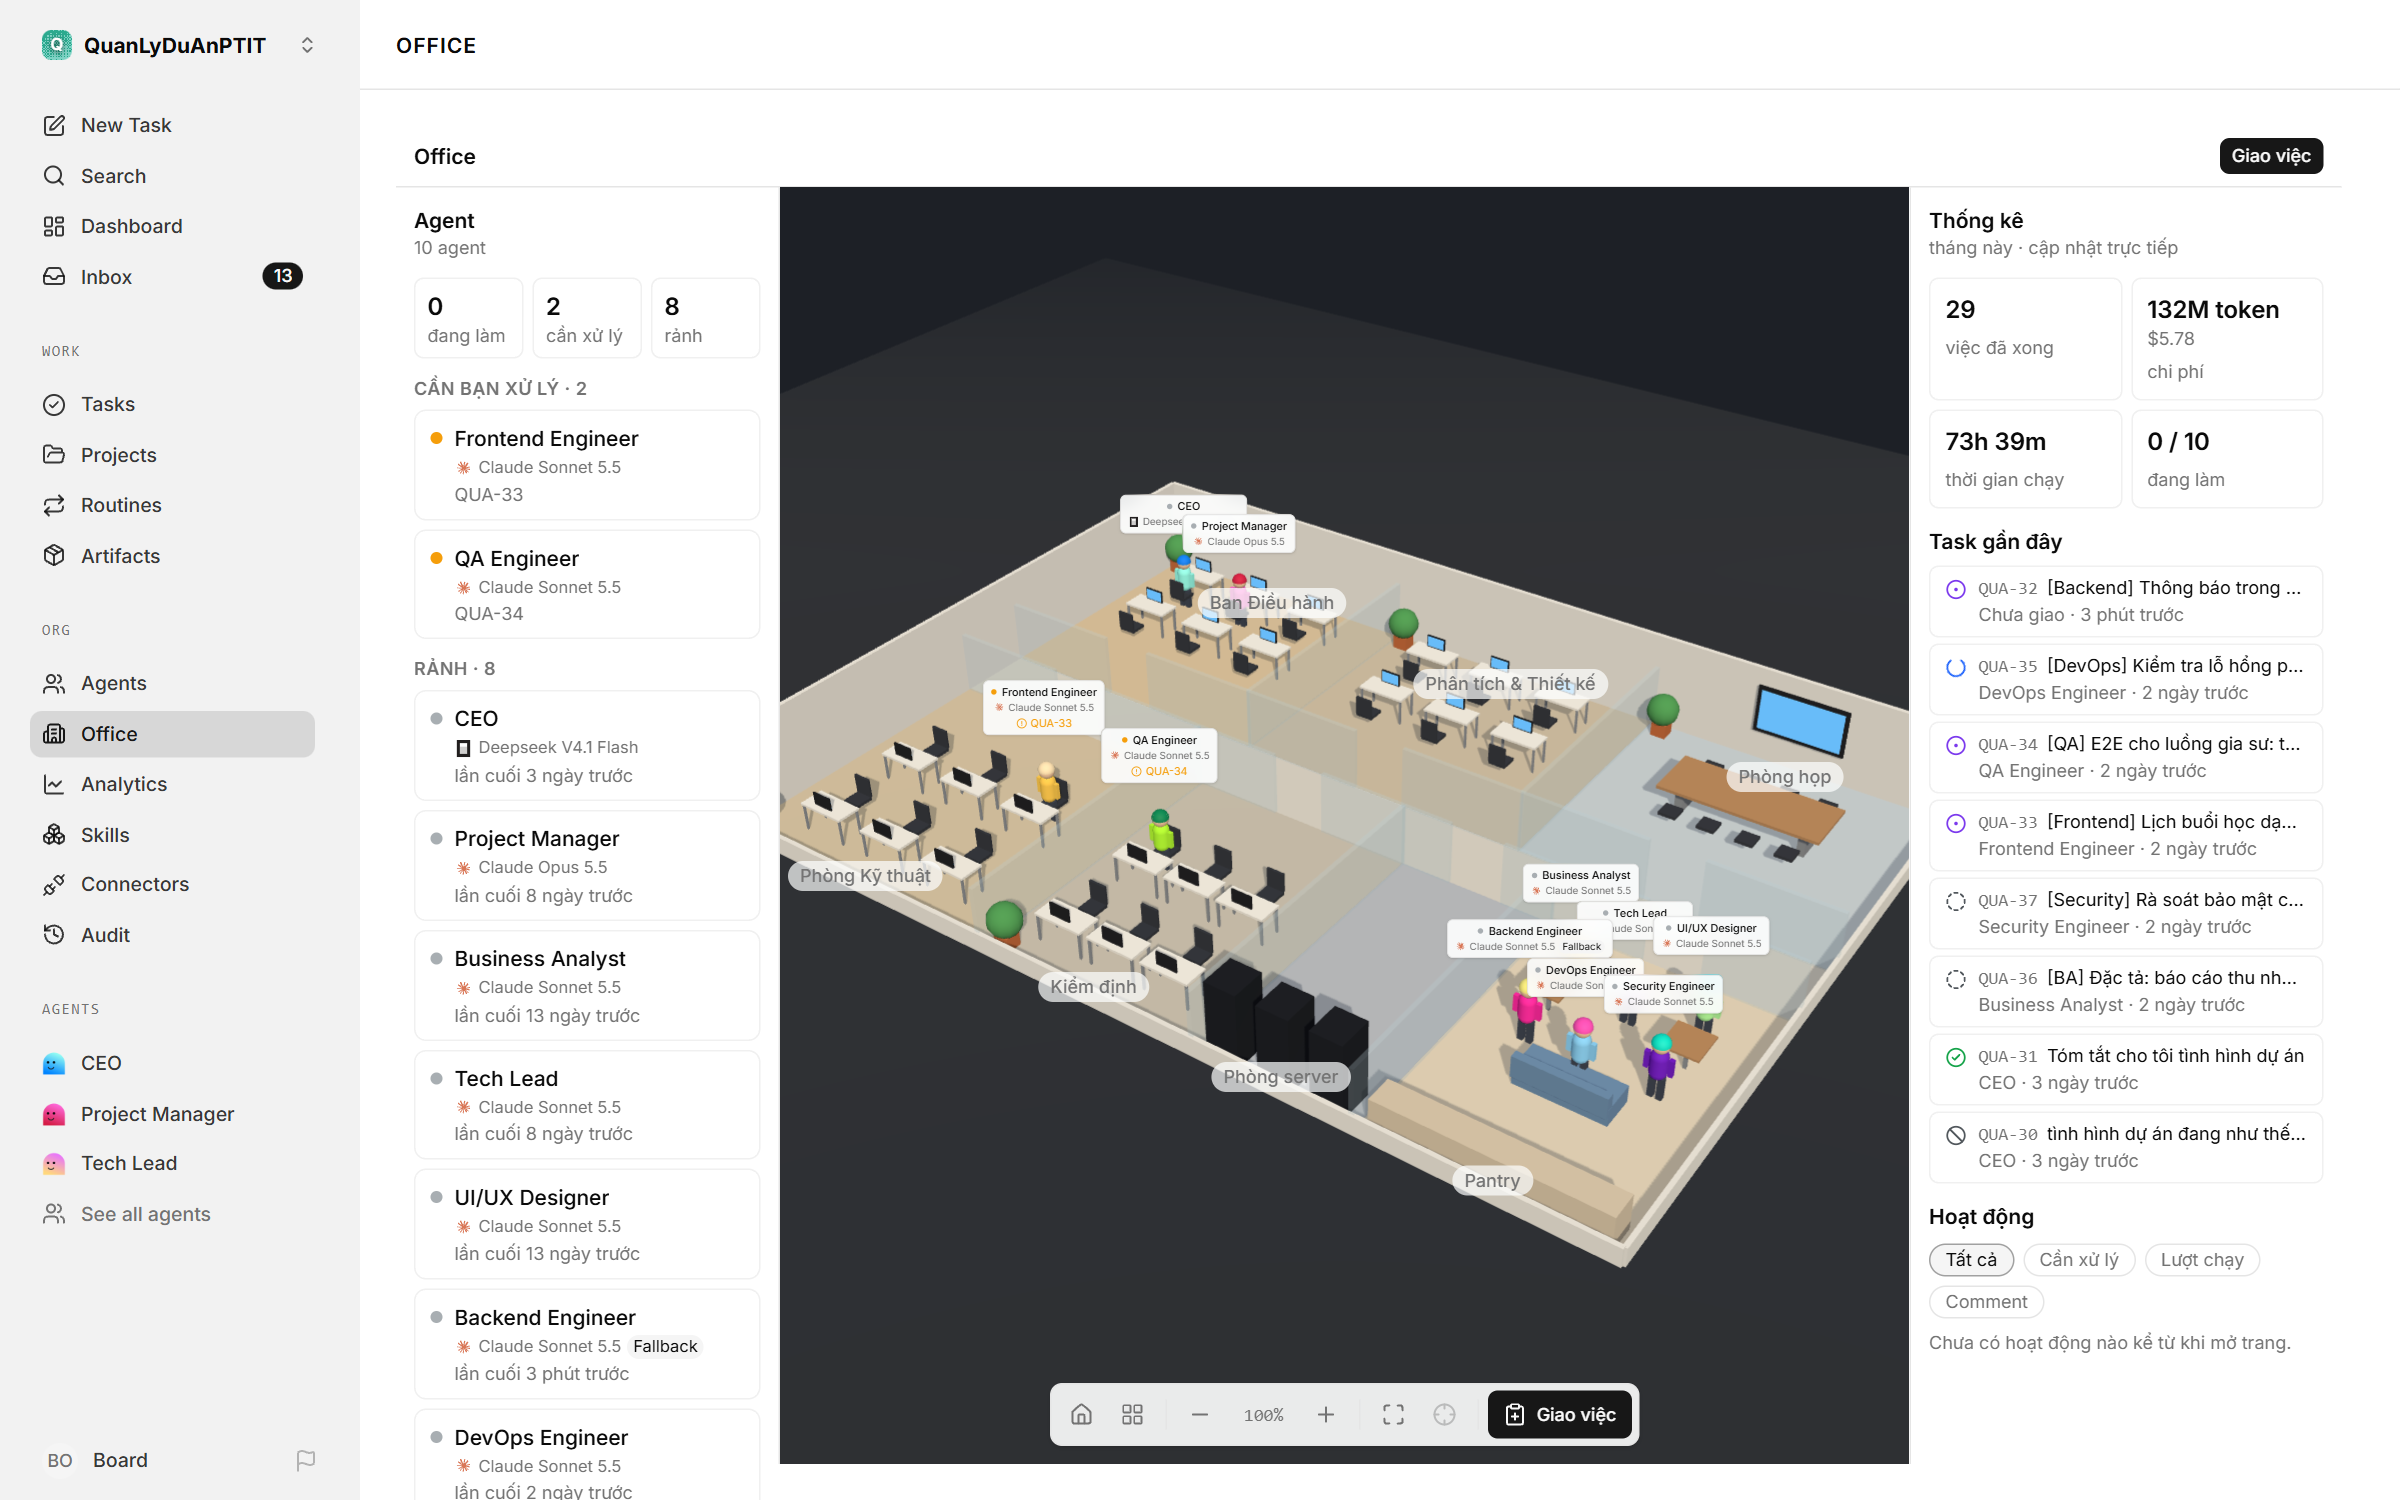 QuanLyDuAnPTIT
New Task
Search
Dashboard
Inbox 13
WORK
Tasks
Projects
Routines
Artifacts
ORG
Agents
Office
Analytics
Skills
Connectors
Audit
AGENTS
CEO
Project Manager
Tech Lead
See all agents
BO Board
OFFICE
Office
Giao việc
Agent
10 agent
0
đang làm
2
cần xử lý
8
rảnh
CẦN BẠN XỬ LÝ · 2
Frontend Engineer
Claude Sonnet 5.5
QUA-33
QA Engineer
Claude Sonnet 5.5
QUA-34
RẢNH · 8
CEO
Deepseek V4.1 Flash
lần cuối 3 ngày trước
Project Manager
Claude Opus 5.5
lần cuối 8 ngày trước
Business Analyst
Claude Sonnet 5.5
lần cuối 13 ngày trước
Tech Lead
Claude Sonnet 5.5
lần cuối 8 ngày trước
UI/UX Designer
Claude Sonnet 5.5
lần cuối 13 ngày trước
Backend Engineer
Claude Sonnet 5.5 Fallback
lần cuối 3 phút trước
DevOps Engineer
Claude Sonnet 5.5
lần cuối 2 ngày trước
CEO
Deepsee
Project Manager
Claude Opus 5.5
Ban Điều hành
Phân tích & Thiết kế
Frontend Engineer
Claude Sonnet 5.5
QUA-33
QA Engineer
Claude Sonnet 5.5
QUA-34
Phòng họp
Phòng Kỹ thuật
Business Analyst
Claude Sonnet 5.5
Tech Lead
ude Son
Backend Engineer
Claude Sonnet 5.5 Fallback
UI/UX Designer
Claude Sonnet 5.5
DevOps Engineer
Claude Son
Security Engineer
Claude Sonnet 5.5
Kiểm định
Phòng server
Pantry
100%
Giao việc
Thống kê
tháng này · cập nhật trực tiếp
29
việc đã xong
132M token
$5.78
chi phí
73h 39m
thời gian chạy
0 / 10
đang làm
Task gần đây
QUA-32 [Backend] Thông báo trong ...
Chưa giao · 3 phút trước
QUA-35 [DevOps] Kiểm tra lỗ hổng p...
DevOps Engineer · 2 ngày trước
QUA-34 [QA] E2E cho luồng gia sư: t...
QA Engineer · 2 ngày trước
QUA-33 [Frontend] Lịch buổi học dạ...
Frontend Engineer · 2 ngày trước
QUA-37 [Security] Rà soát bảo mật c...
Security Engineer · 2 ngày trước
QUA-36 [BA] Đặc tả: báo cáo thu nh...
Business Analyst · 2 ngày trước
QUA-31 Tóm tắt cho tôi tình hình dự án
CEO · 3 ngày trước
QUA-30 tình hình dự án đang như thế...
CEO · 3 ngày trước
Hoạt động
Tất cả
Cần xử lý
Lượt chạy
Comment
Chưa có hoạt động nào kể từ khi mở trang.